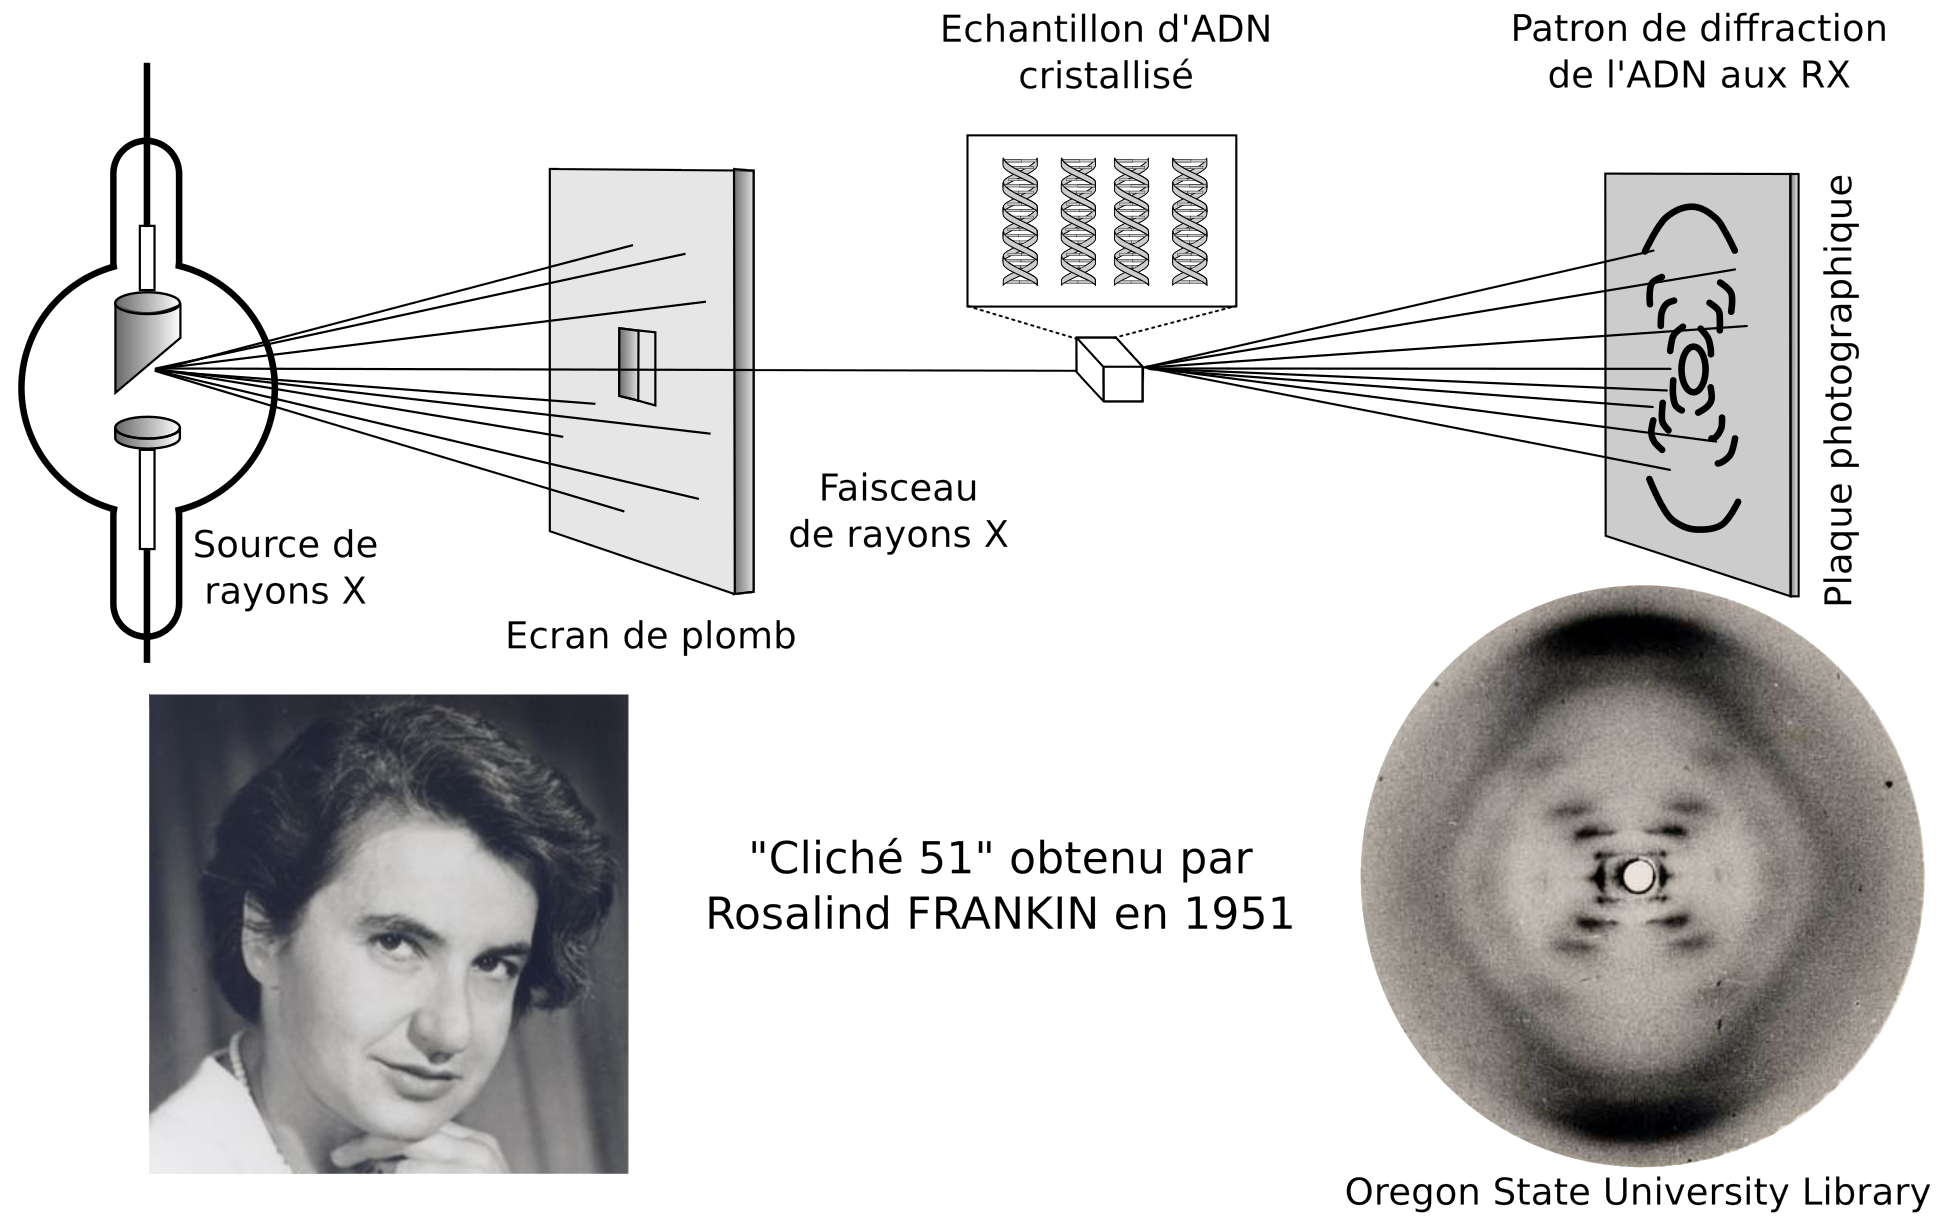 Echantillon d'ADN
cristallisé
Patron de diffraction
de l'ADN aux RX
Plaque photographique
Source de
rayons X
Faisceau
de rayons X
Ecran de plomb
"Cliché 51" obtenu par
Rosalind FRANKIN en 1951
Oregon State University Library